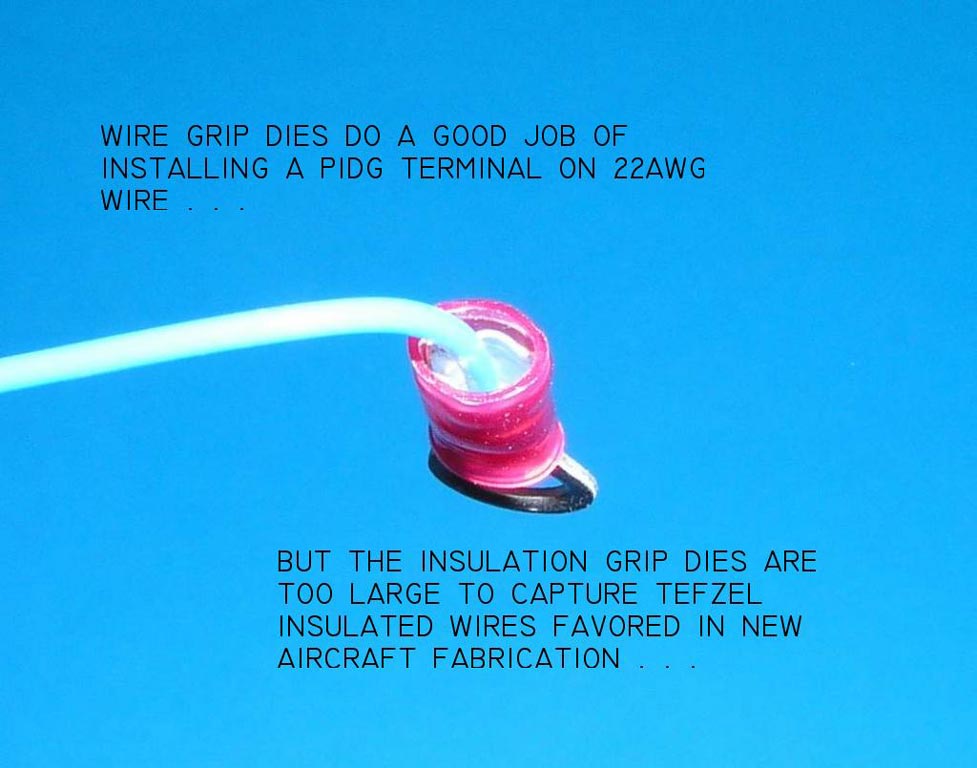 WIRE GRIP DIES DO A GOOD JOB OF
INSTALLING A PIDG TERMINAL ON 22AWG
WIRE . . .
BUT THE INSULATION GRIP DIES ARE
TOO LARGE TO CAPTURE TEFZEL
INSULATED WIRES FAVORED IN NEW
AIRCRAFT FABRICATION . . .